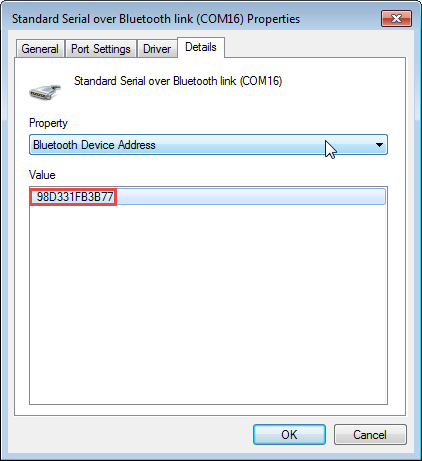 Standard Serial over Bluetooth link (COM16) Properties
General Port Settings Driver Details
Standard Serial over Bluetooth link (COM16)
Property
Bluetooth Device Address
Value
98D331FB3B77
OK Cancel